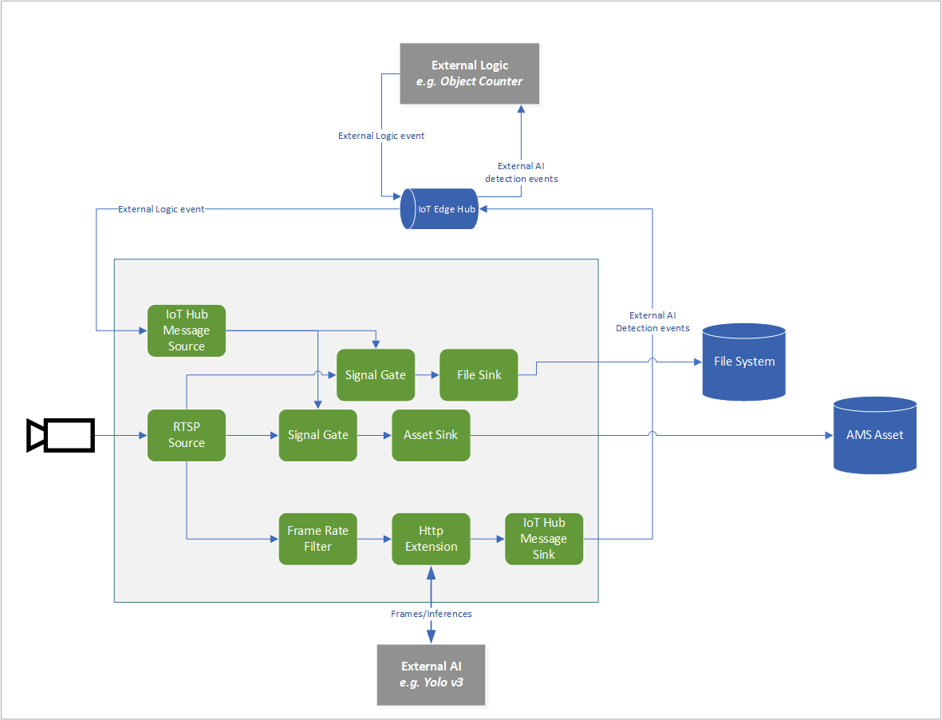 External Logic
e.g. Object Counter
External Logic event
External AI
detection events
External Logic event
IoT Edge Hub
IoT Hub
Message
Source
External AI
Detection events
Signal Gate
File Sink
File System
RTSP
Source
Signal Gate
Asset Sink
AMS Asset
Frame Rate
Filter
Http
Extension
IoT Hub
Message
Sink
Frames/Inferences
External AI
e.g. Yolo v3